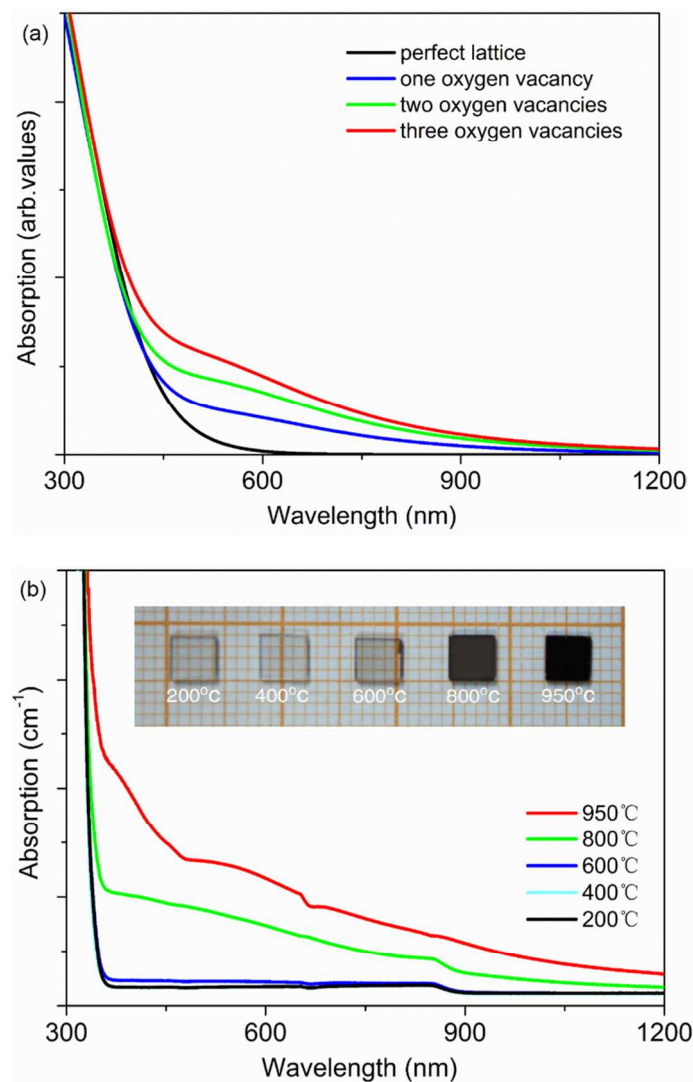 (a)
perfect lattice
one oxygen vacancy
two oxygen vacancies
three oxygen vacancies
Absorption (arb.values)
300 600 900 1200
Wavelength (nm)
(b)
200°c 400°c 600°c 800°c 950°c
950℃
800℃
600℃
400℃
200℃
Absorption (cm⁻¹)
300 600 900 1200
Wavelength (nm)